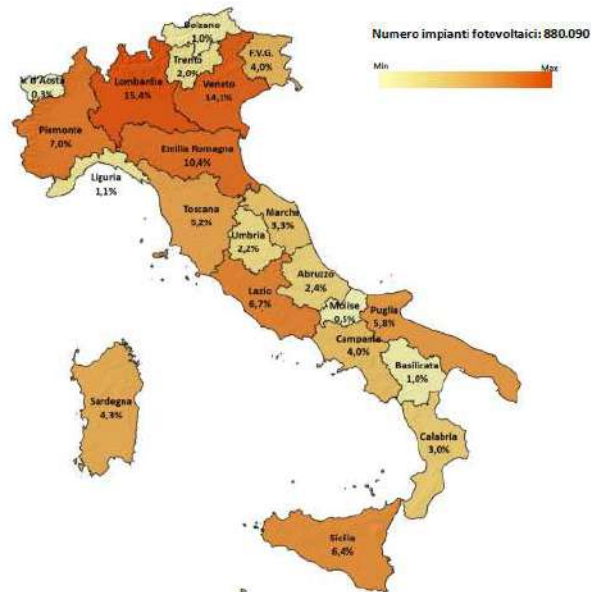 Bolzano
1,0%
Numero impianti fotovoltaici: 880.090
F.V.G.
4,0%
Trento
2,0%
Min
Max
V. d'Aosta
0,3%
Lombardia
15,4%
Veneto
14,1%
Piemonte
7,0%
Emilia Romagna
10,4%
Liguria
1,1%
Toscana
Marche
3,3%
Umbria
2,2%
Abruzzo
2,4%
Lazio
6,7%
Molise
0,5%
Puglia
5,8%
Campania
4,0%
Basilicata
1,0%
Sardegna
4,3%
Calabria
3,0%
Sicilia
6,4%